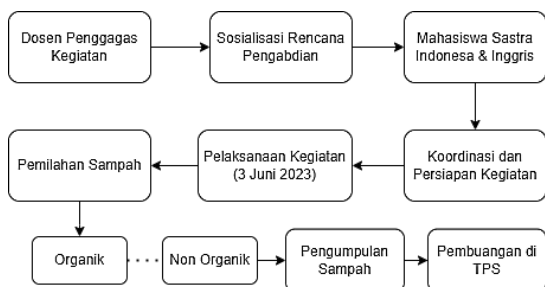 Dosen Penggagas
Kegiatan
Sosialisasi Rencana
Pengabdian
Mahasiswa Sastra
Indonesa & Inggris
Koordinasi dan
Persiapan Kegiatan
Pelaksanaan Kegiatan
(3 Juni 2023)
Pemilahan Sampah
Organik
Non Organik
Pengumpulan
Sampah
Pembuangan di
TPS